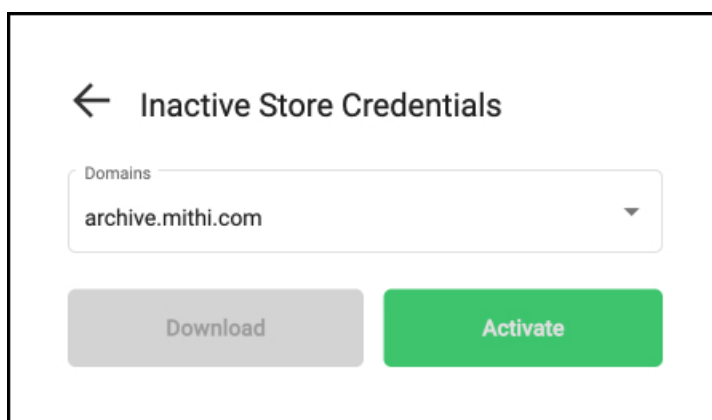 Inactive Store Credentials
Domains
archive.mithi.com
Download Activate